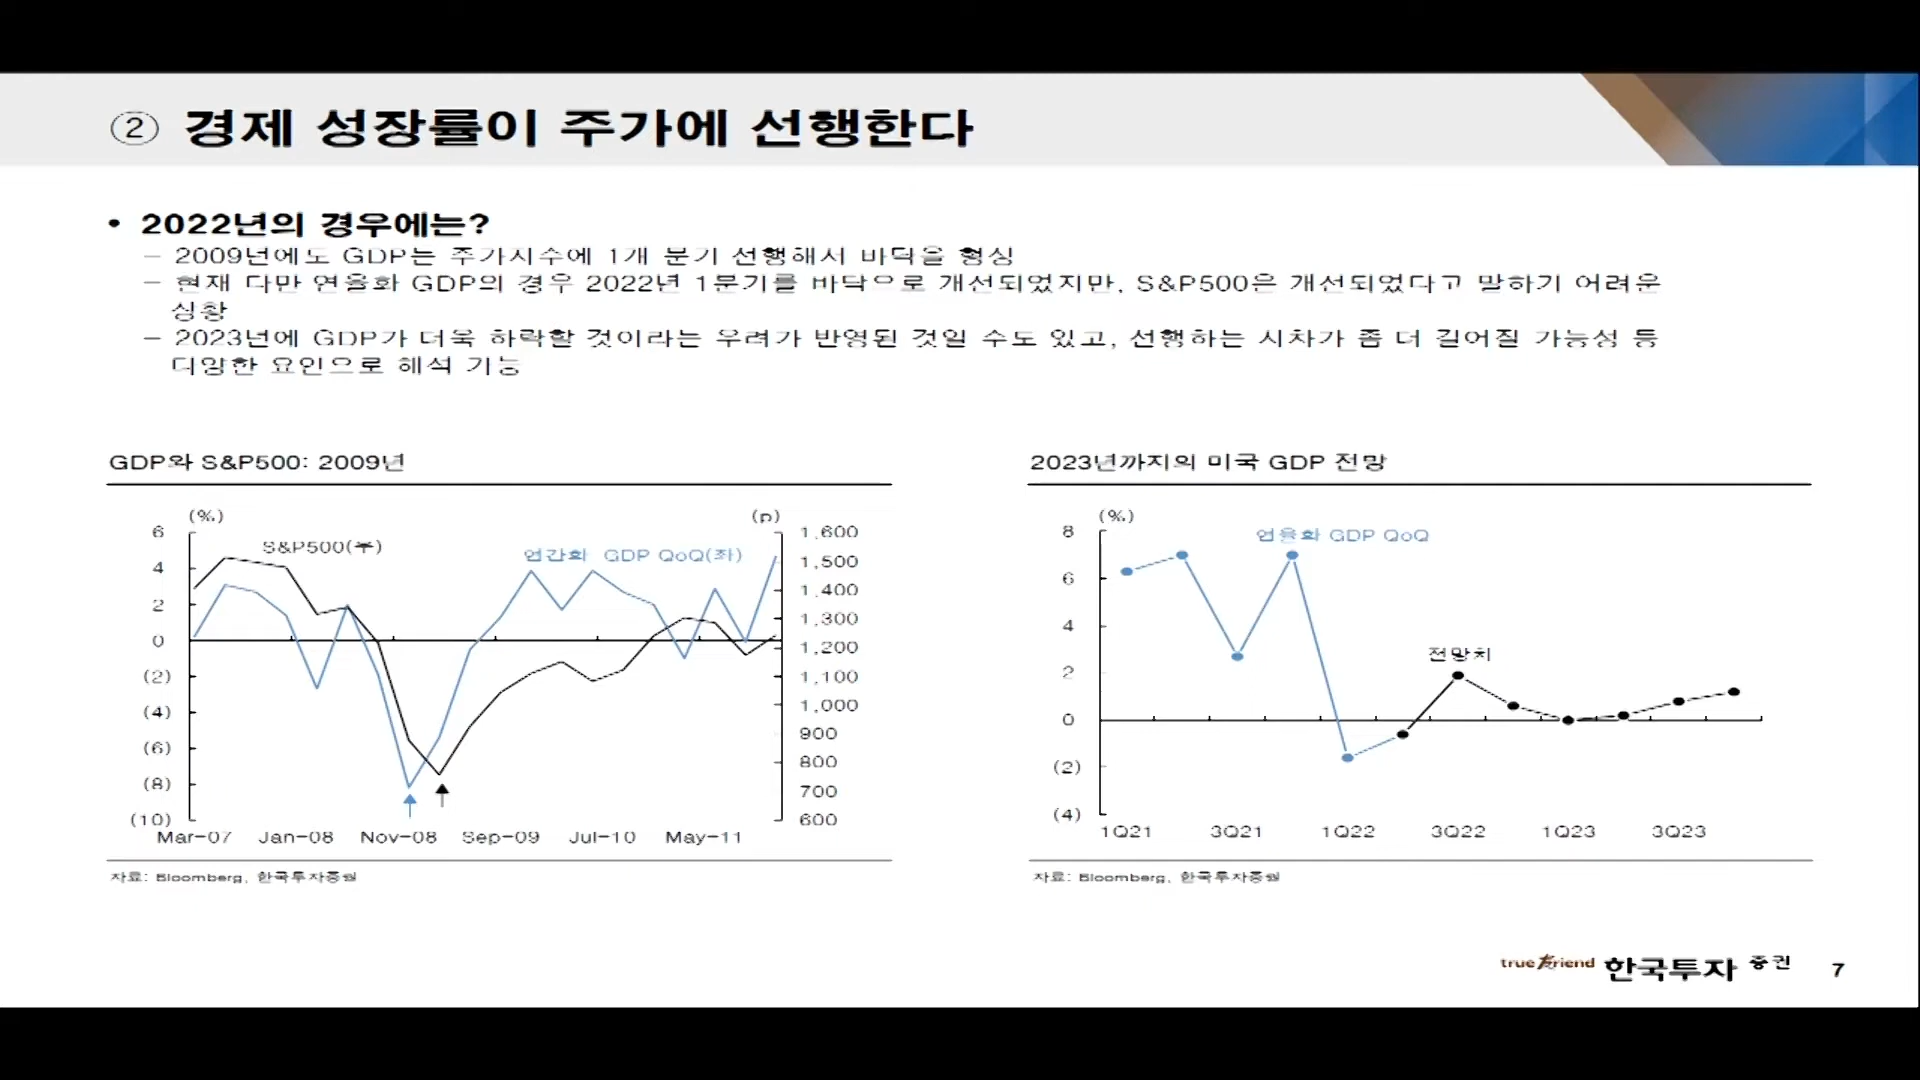 ② 경제 성장률이 주가에 선행한다
• 2022년의 경우에는?
– 2009년에도 GDP는 주가지수에 1개 분기 선행해서 바닥을 형성
– 현재 다만 연율화 GDP의 경우 2022년 1분기를 바닥으로 개선되었지만, S&P500은 개선되었다고 말하기 어려운
상황
– 2023년에 GDP가 더욱 하락할 것이라는 우려가 반영된 것일 수도 있고, 선행하는 시차가 좀 더 길어질 가능성 등
다양한 요인으로 해석 가능
GDP와 S&P500: 2009년
(%)
(p)
S&P500(우)
연간화 GDP QoQ(좌)
6
4
2
0
(2)
(4)
(6)
(8)
(10)
1,600
1,500
1,400
1,300
1,200
1,100
1,000
900
800
700
600
Mar-07 Jan-08 Nov-08 Sep-09 Jul-10 May-11
자료: Bloomberg, 한국투자증권
2023년까지의 미국 GDP 전망
(%)
연율화 GDP QoQ
전망치
8
6
4
2
0
(2)
(4)
1Q21 3Q21 1Q22 3Q22 1Q23 3Q23
자료: Bloomberg, 한국투자증권
true friend 한국투자 증권 7